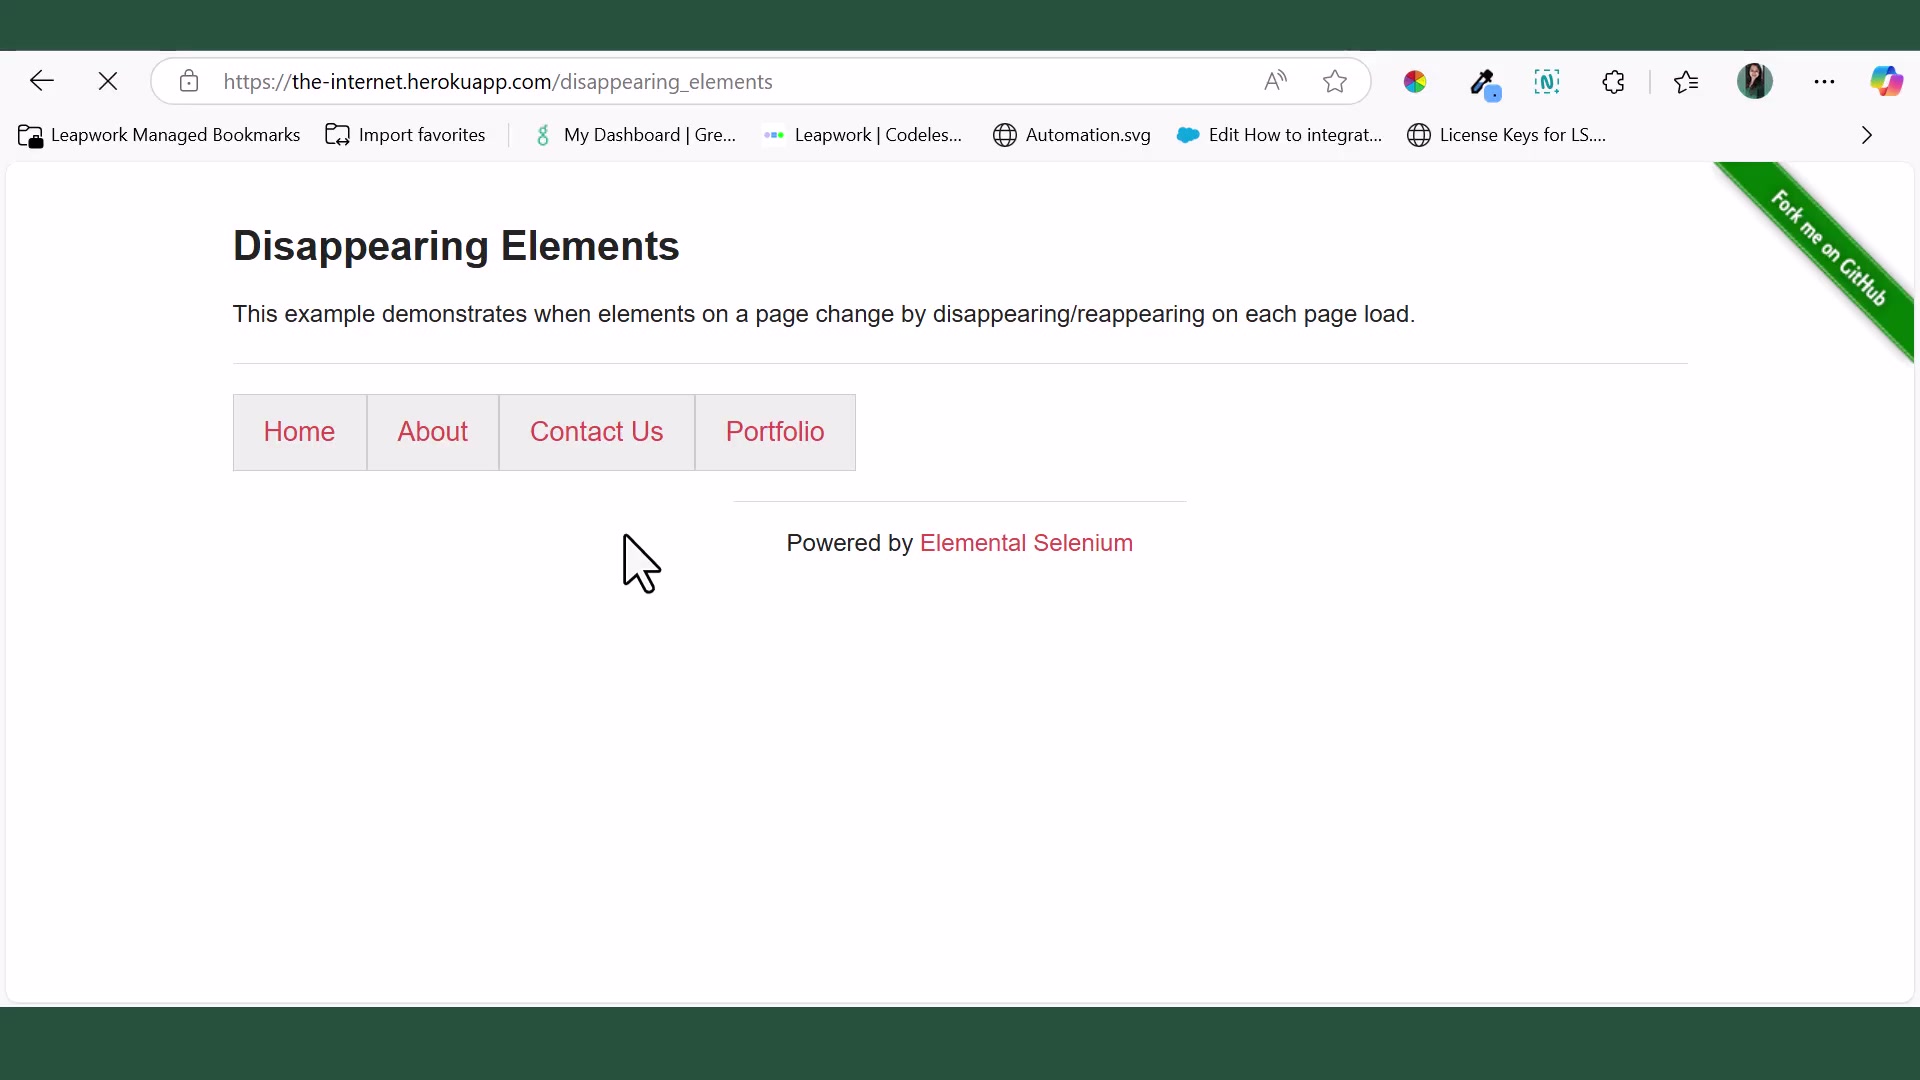 https://the-internet.herokuapp.com/disappearing_elements
Leapwork Managed Bookmarks
Import favorites
My Dashboard | Gre...
Leapwork | Codeles...
Automation.svg
Edit How to integrat...
License Keys for LS....
Fork me on GitHub
Disappearing Elements
This example demonstrates when elements on a page change by disappearing/reappearing on each page load.
Home
About
Contact Us
Portfolio
Powered by Elemental Selenium